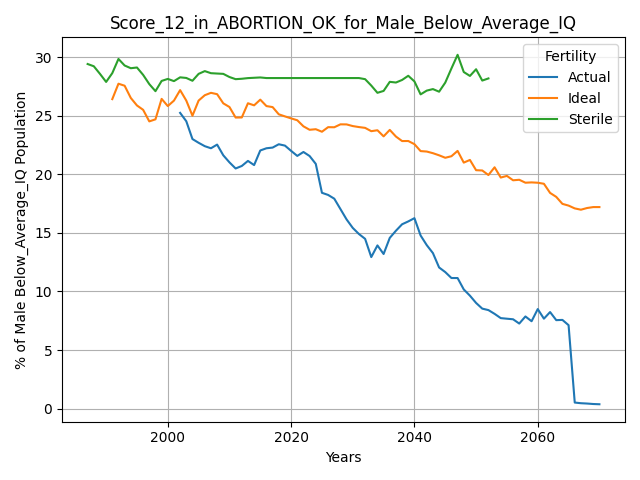 Score_12_in_ABORTION_OK_for_Male_Below_Average_IQ
Fertility
Actual
Ideal
Sterile
% of Male Below_Average_IQ Population
30
25
20
15
10
5
0
2000 2020 2040 2060
Years